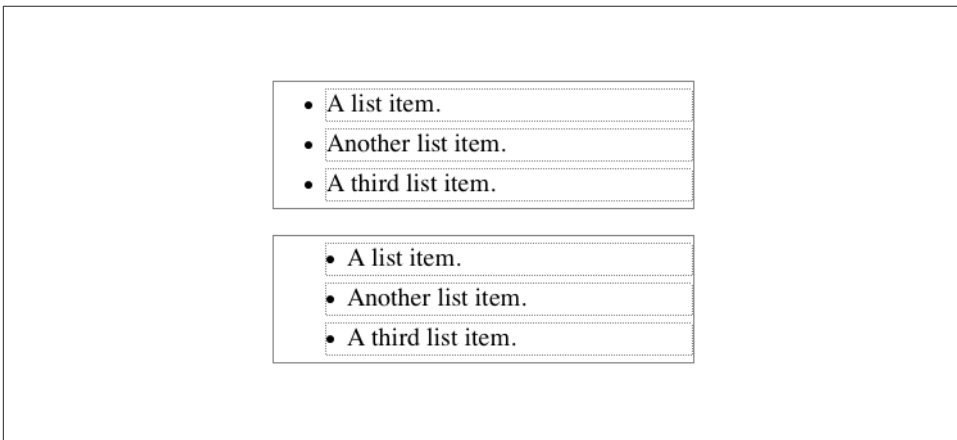 • A list item.
• Another list item.
• A third list item.
• A list item.
• Another list item.
• A third list item.